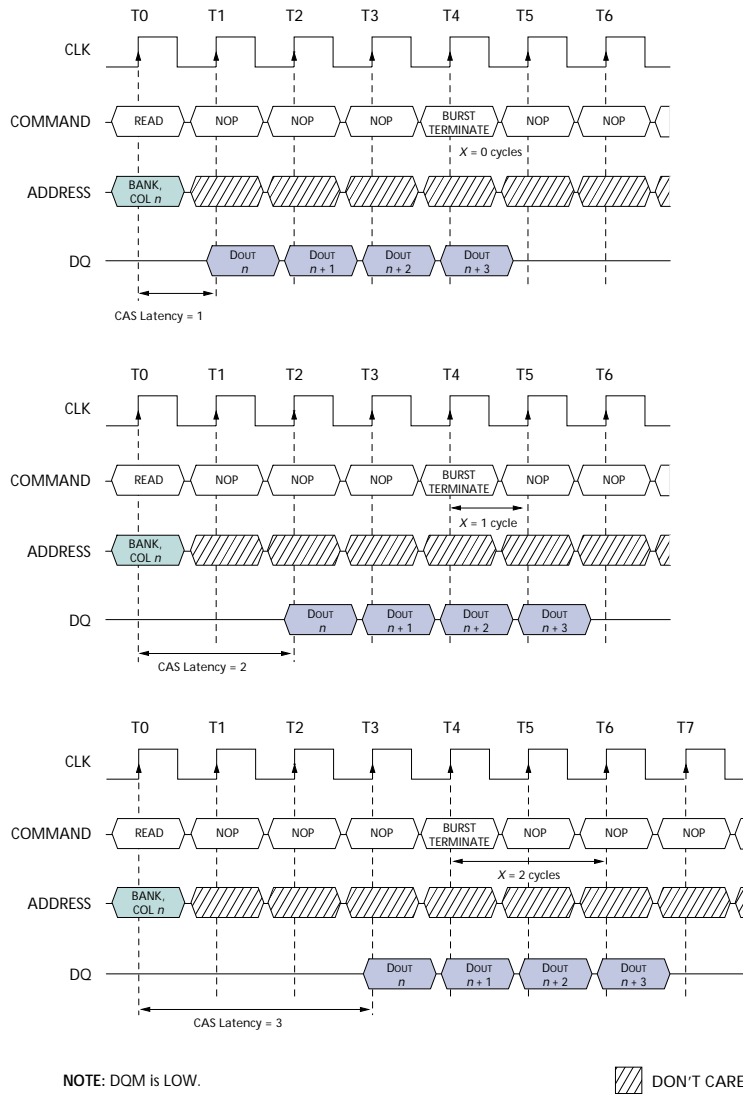 T0 T1 T2 T3 T4 T5 T6
CLK
COMMAND READ NOP NOP NOP BURST TERMINATE NOP NOP
X = 0 cycles
ADDRESS BANK, COL n
DQ DOUT n DOUT n + 1 DOUT n + 2 DOUT n + 3
CAS Latency = 1
T0 T1 T2 T3 T4 T5 T6
CLK
COMMAND READ NOP NOP NOP BURST TERMINATE NOP NOP
X = 1 cycle
ADDRESS BANK, COL n
DQ DOUT n DOUT n + 1 DOUT n + 2 DOUT n + 3
CAS Latency = 2
T0 T1 T2 T3 T4 T5 T6 T7
CLK
COMMAND READ NOP NOP NOP BURST TERMINATE NOP NOP NOP
X = 2 cycles
ADDRESS BANK, COL n
DQ DOUT n DOUT n + 1 DOUT n + 2 DOUT n + 3
CAS Latency = 3
NOTE: DQM is LOW. DON'T CARE